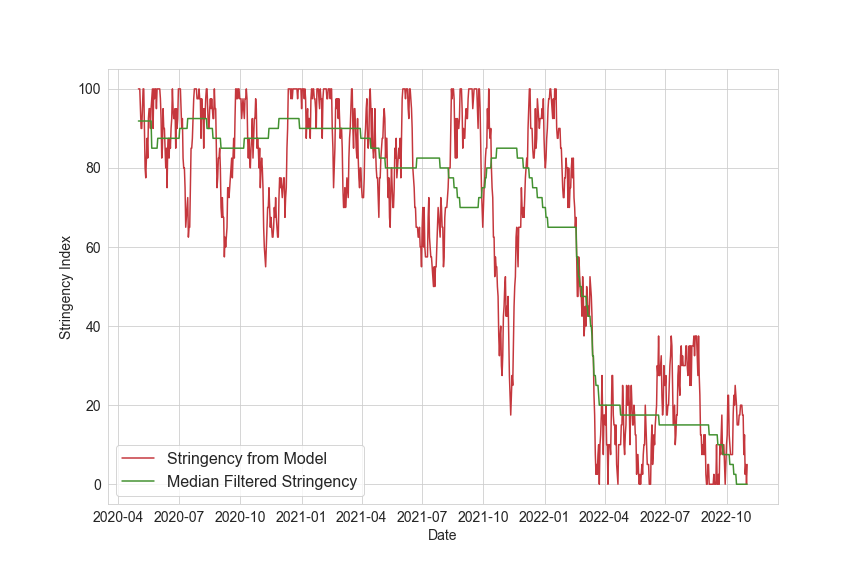 100
80
60
40
20
0
Stringency Index
Stringency from Model
Median Filtered Stringency
2020-04 2020-07 2020-10 2021-01 2021-04 2021-07 2021-10 2022-01 2022-04 2022-07 2022-10
Date